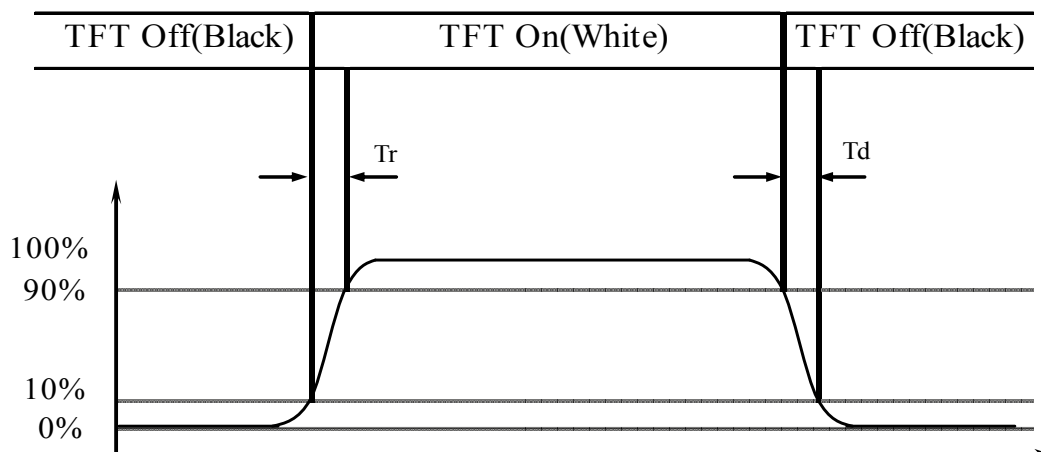 TFT Off(Black) TFT On(White) TFT Off(Black)
Tr Td
100%
90%
10%
0%